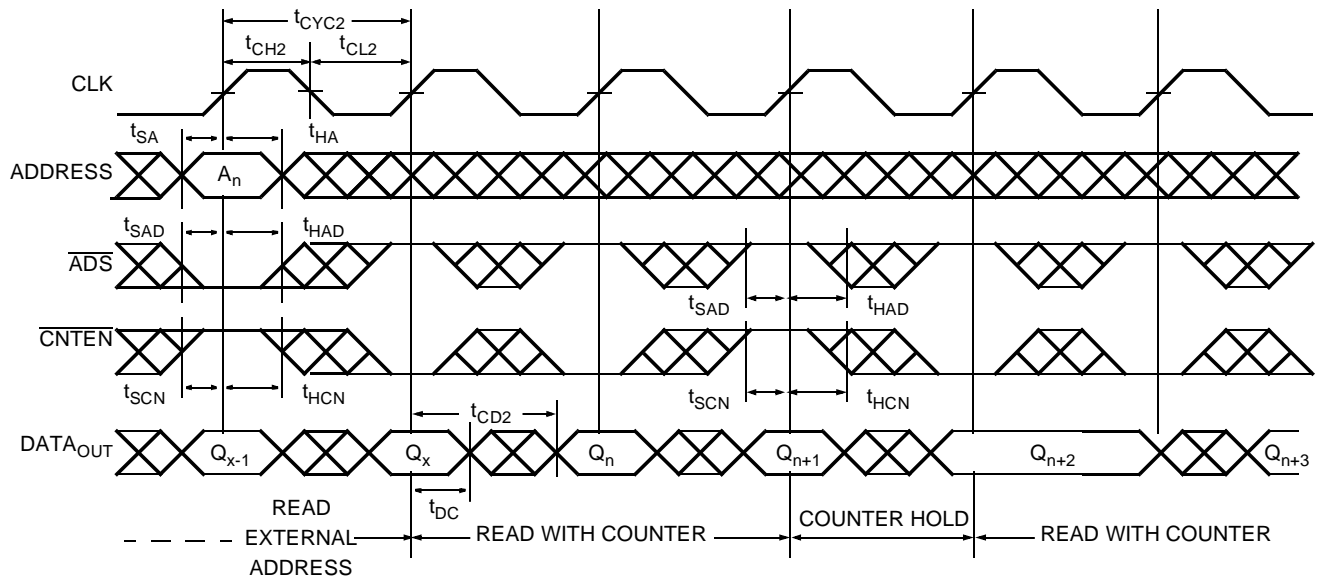 tCYC2
tCH2 tCL2
CLK
tSA tHA
ADDRESS An
tSAD tHAD
ADS
tSAD tHAD
CNTEN
tSCN tHCN tSCN tHCN
tCD2
DATAOUT Qx-1 Qx Qn Qn+1 Qn+2 Qn+3
tDC
READ
EXTERNAL
ADDRESS
READ WITH COUNTER COUNTER HOLD READ WITH COUNTER